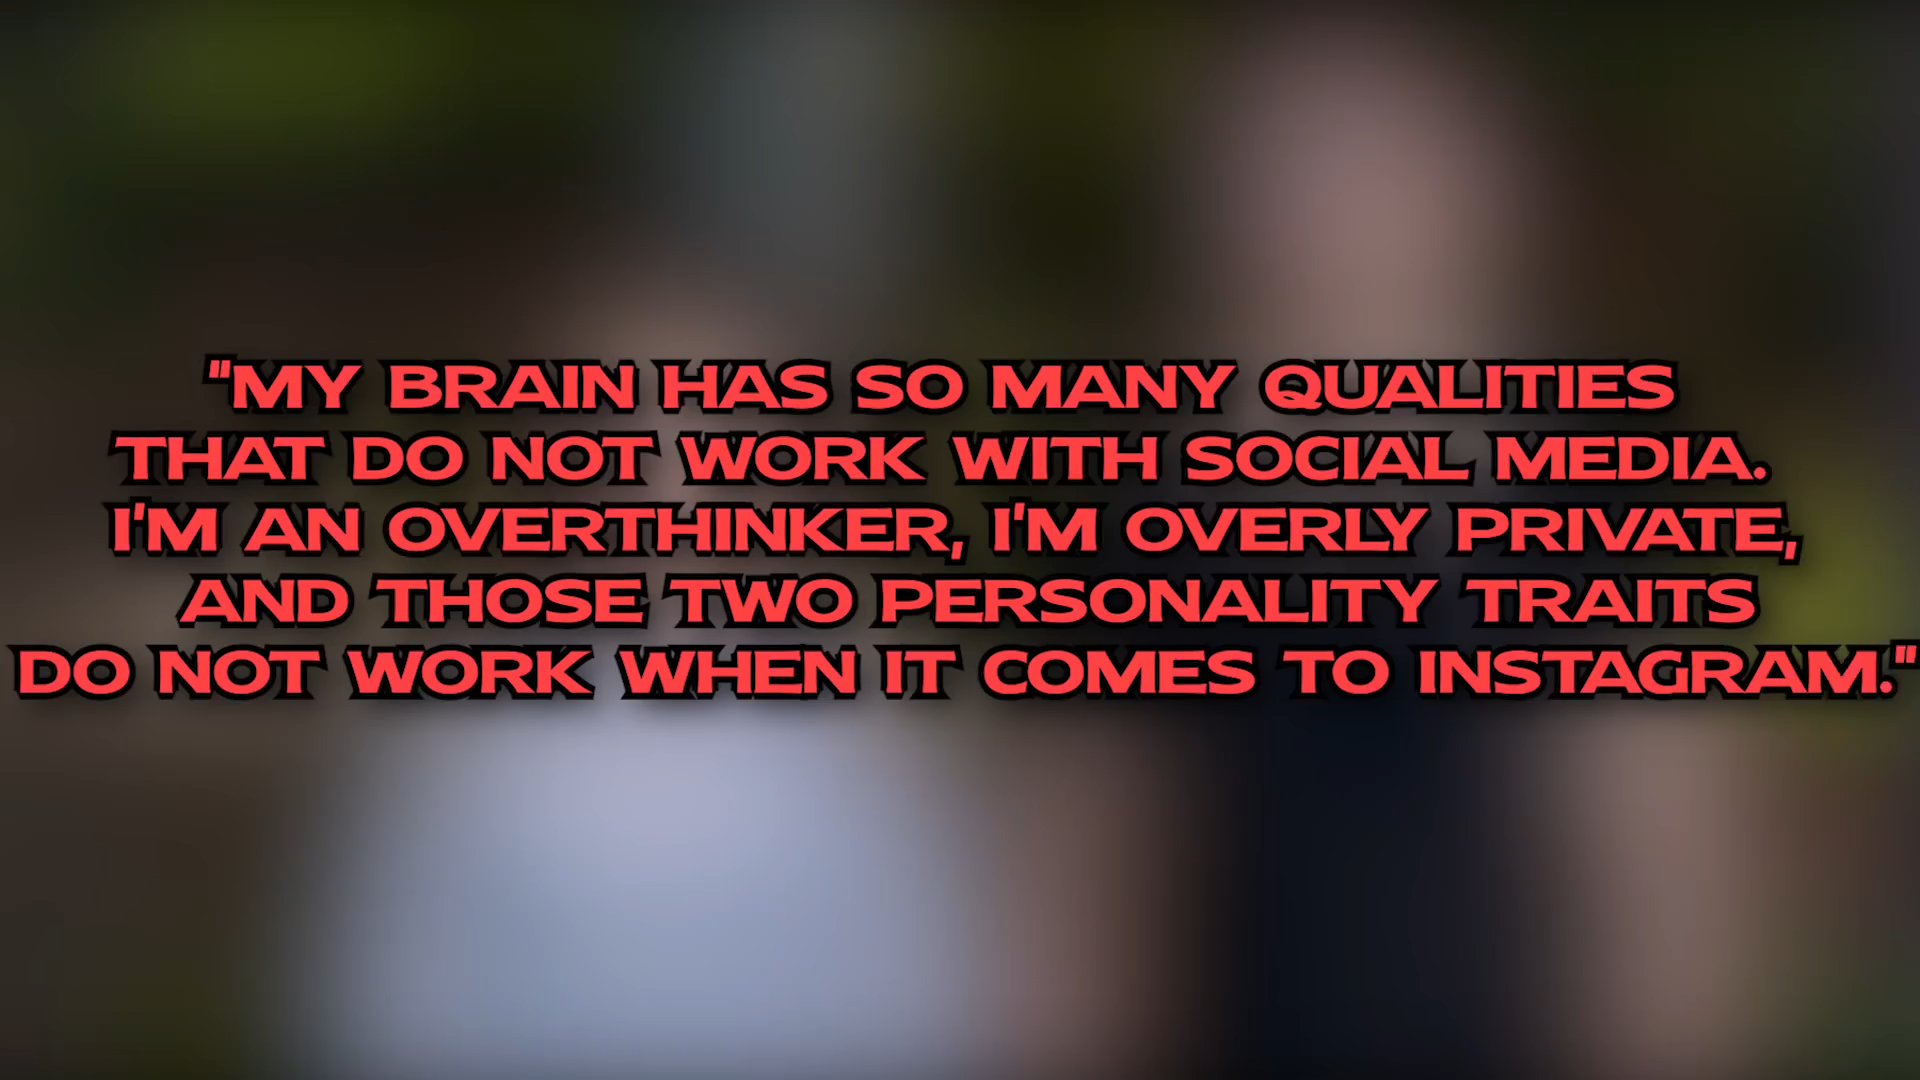 "MY BRAIN HAS SO MANY QUALITIES
THAT DO NOT WORK WITH SOCIAL MEDIA.
I'M AN OVERTHINKER, I'M OVERLY PRIVATE,
AND THOSE TWO PERSONALITY TRAITS
DO NOT WORK WHEN IT COMES TO INSTAGRAM."